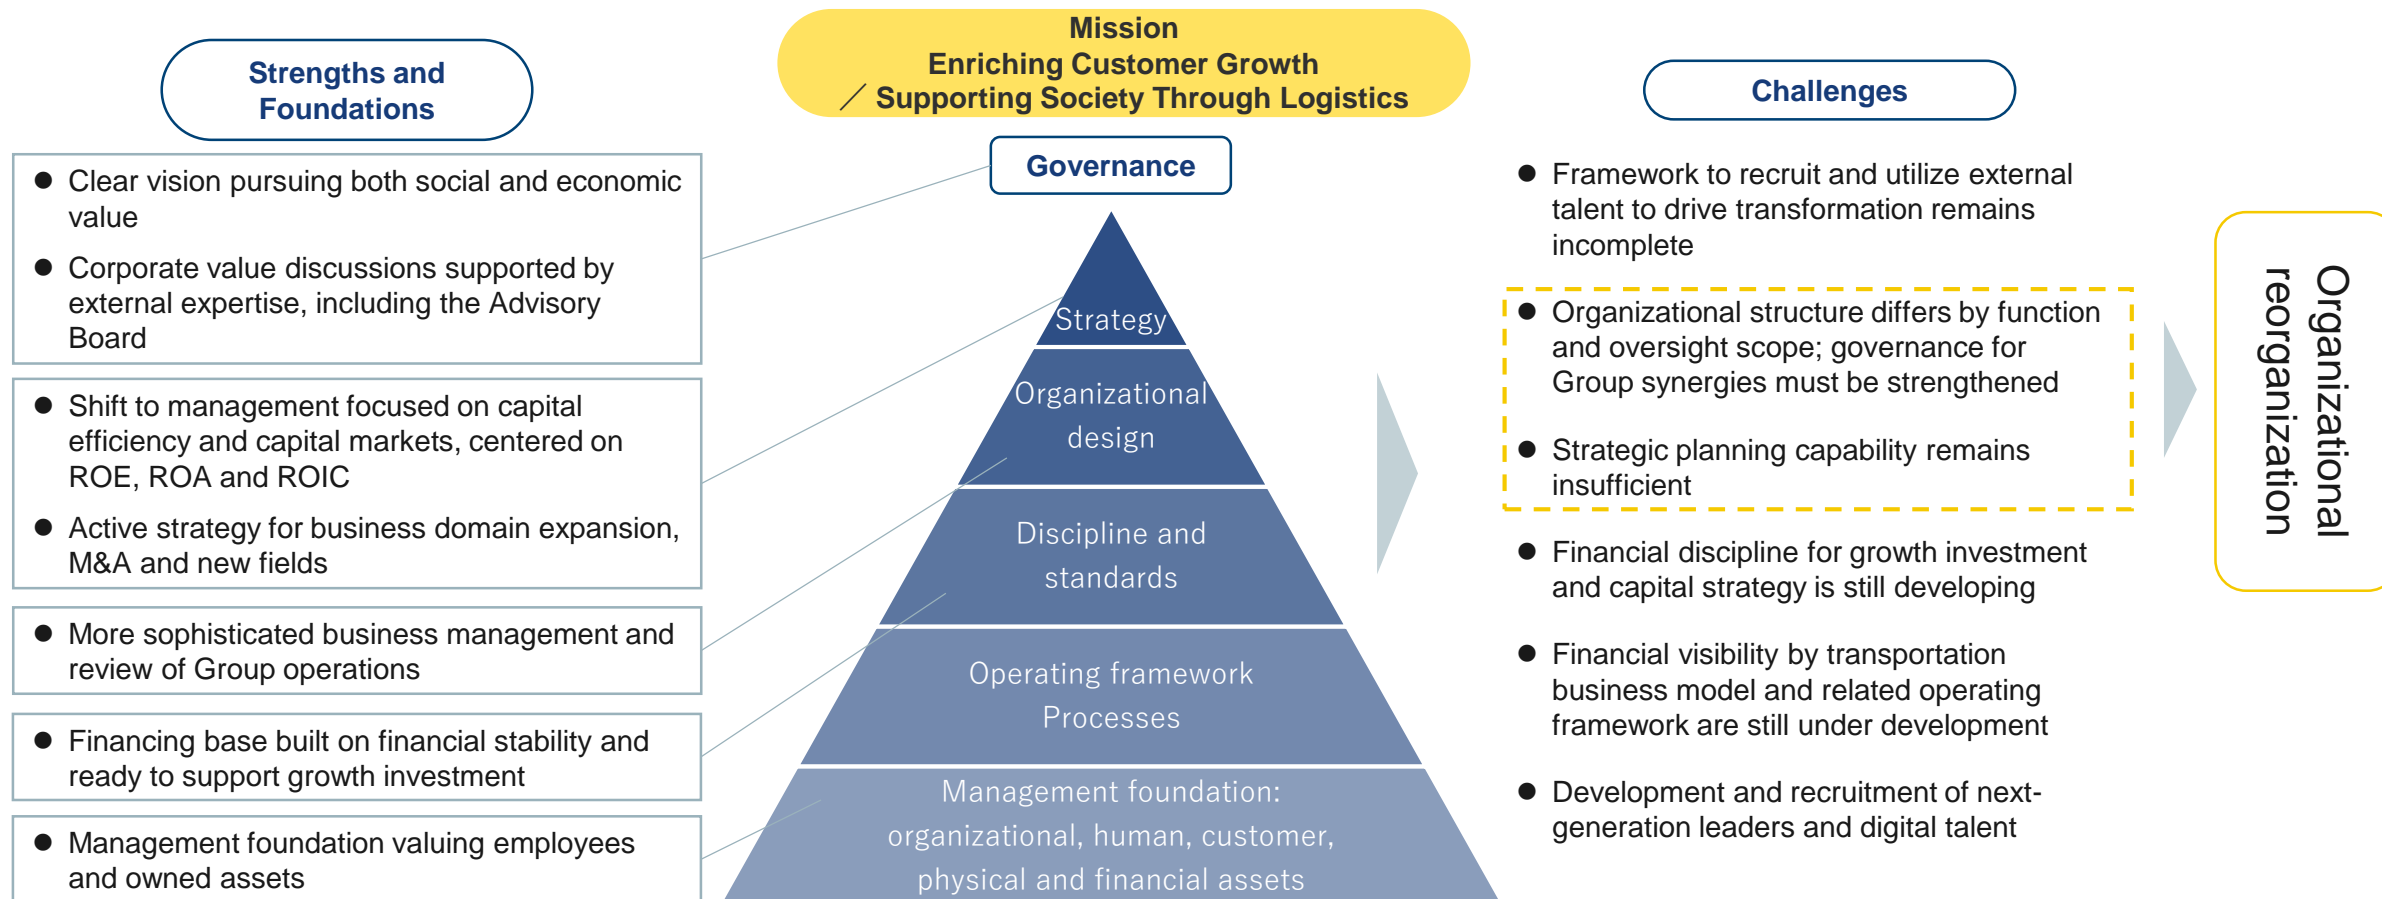 Strengths and
Foundations
● Clear vision pursuing both social and economic
value
● Corporate value discussions supported by
external expertise, including the Advisory
Board
● Shift to management focused on capital
efficiency and capital markets, centered on
ROE, ROA and ROIC
● Active strategy for business domain expansion,
M&A and new fields
● More sophisticated business management and
review of Group operations
● Financing base built on financial stability and
ready to support growth investment
● Management foundation valuing employees
and owned assets
Mission
Enriching Customer Growth
／ Supporting Society Through Logistics
Governance
Strategy
Organizational
design
Discipline and
standards
Operating framework
Processes
Management foundation:
organizational, human, customer,
physical and financial assets
Challenges
● Framework to recruit and utilize external
talent to drive transformation remains
incomplete
● Organizational structure differs by function
and oversight scope; governance for
Group synergies must be strengthened
● Strategic planning capability remains
insufficient
● Financial discipline for growth investment
and capital strategy is still developing
● Financial visibility by transportation
business model and related operating
framework are still under development
● Development and recruitment of next-
generation leaders and digital talent
Organizational
reorganization